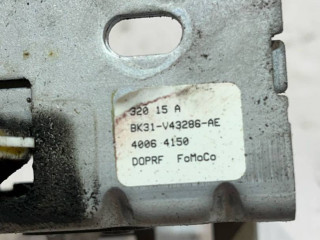 320 15 A
BK31-V43286-AE
4006 4150
DOPRF FoMoCo